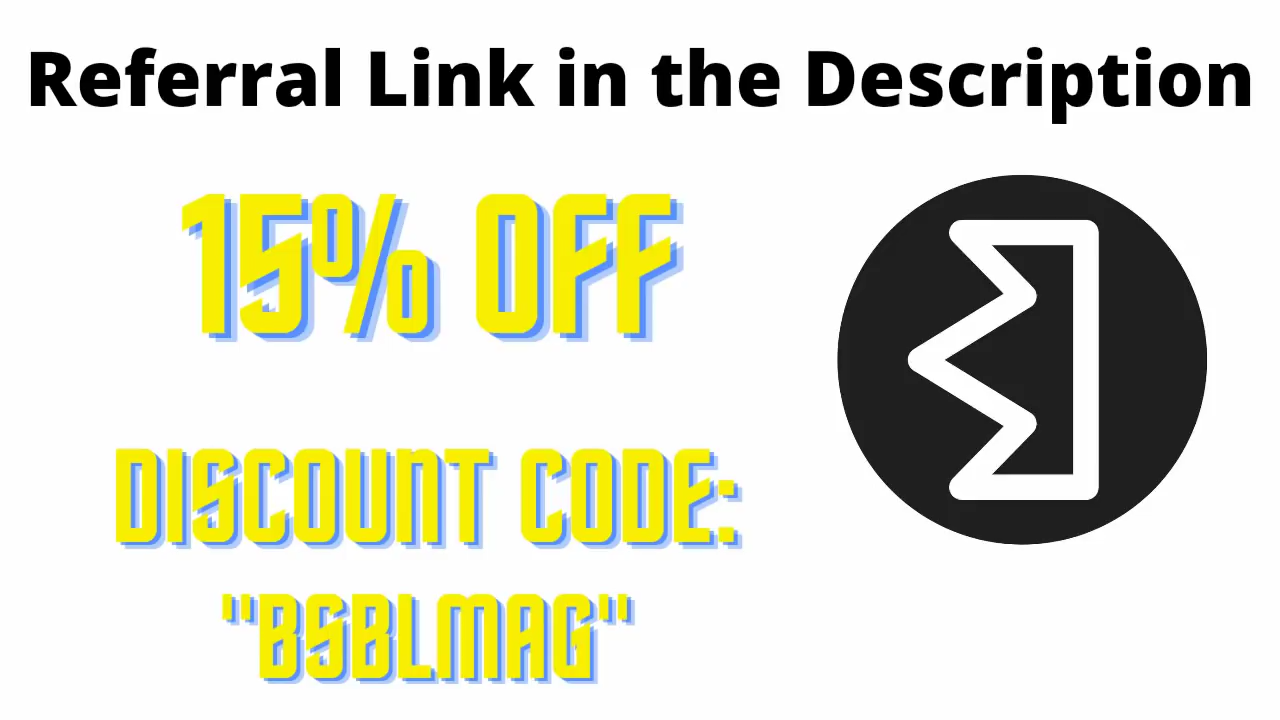 Referral Link in the Description
15% OFF
DISCOUNT CODE:
"BSBLMAG"